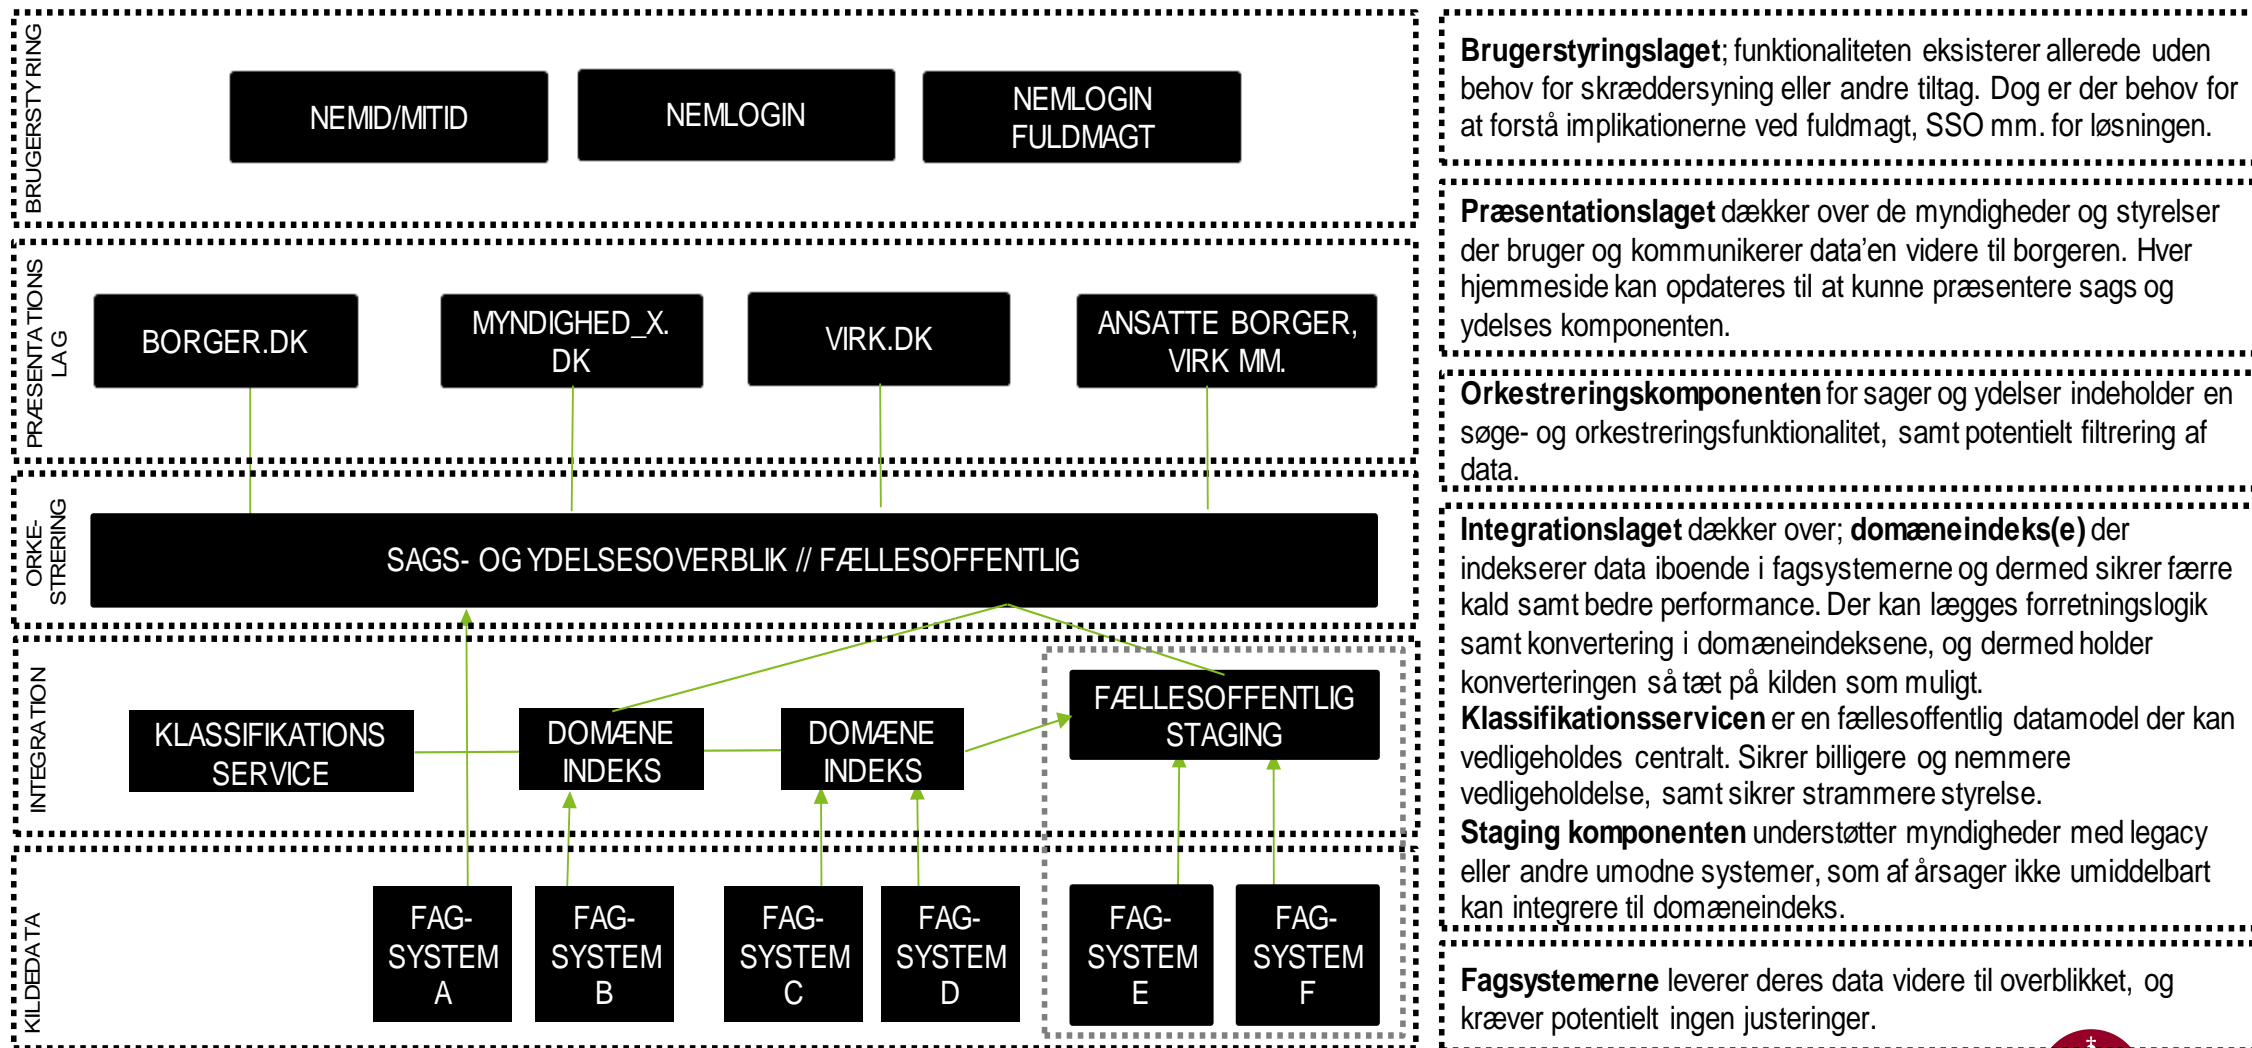 BRUGERSTYRING
NEMID/MITID
NEMLOGIN
NEMLOGIN
FULDMAGT
PRÆSENTATIONS
LAG
BORGER.DK
MYNDIGHED_X.
DK
VIRK.DK
ANSATTE BORGER,
VIRK MM.
ORKE-
STRERING
SAGS- OG YDELSESOVERBLIK // FÆLLESOFFENTLIG
INTEGRATION
KLASSIFIKATIONS
SERVICE
DOMÆNE
INDEKS
DOMÆNE
INDEKS
FÆLLESOFFENTLIG
STAGING
KILDEDATA
FAG-
SYSTEM
A
FAG-
SYSTEM
B
FAG-
SYSTEM
C
FAG-
SYSTEM
D
FAG-
SYSTEM
E
FAG-
SYSTEM
F
Brugerstyringslaget; funktionaliteten eksisterer allerede uden
behov for skræddersyning eller andre tiltag. Dog er der behov for
at forstå implikationerne ved fuldmagt, SSO mm. for løsningen.
Præsentationslaget dækker over de myndigheder og styrelser
der bruger og kommunikerer data’en videre til borgeren. Hver
hjemmeside kan opdateres til at kunne præsentere sags og
ydelses komponenten.
Orkestreringskomponenten for sager og ydelser indeholder en
søge- og orkestreringsfunktionalitet, samt potentielt filtrering af
data.
Integrationslaget dækker over; domæneindeks(e) der
indekserer data iboende i fagsystemerne og dermed sikrer færre
kald samt bedre performance. Der kan lægges forretningslogik
samt konvertering i domæneindeksene, og dermed holder
konverteringen så tæt på kilden som muligt.
Klassifikationsservicen er en fællesoffentlig datamodel der kan
vedligeholdes centralt. Sikrer billigere og nemmere
vedligeholdelse, samt sikrer strammere styrelse.
Staging komponenten understøtter myndigheder med legacy
eller andre umodne systemer, som af årsager ikke umiddelbart
kan integrere til domæneindeks.
Fagsystemerne leverer deres data videre til overblikket, og
kræver potentielt ingen justeringer.